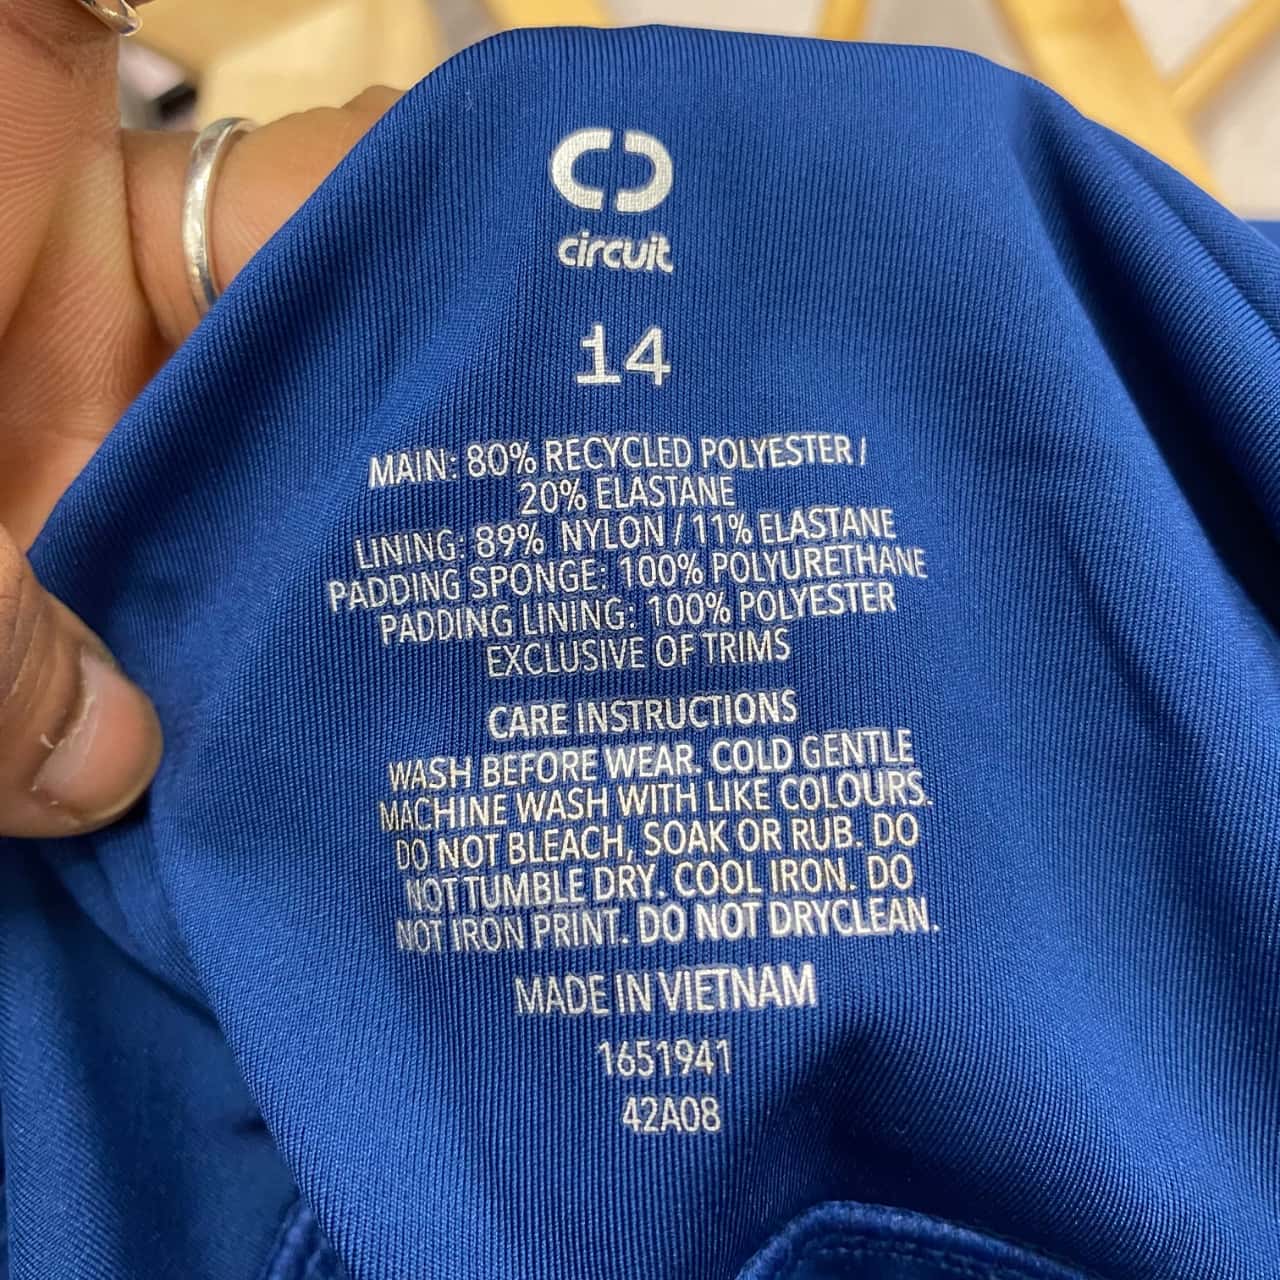 circuit
14
MAIN: 80% RECYCLED POLYESTER /
20% ELASTANE
LINING: 89% NYLON / 11% ELASTANE
PADDING SPONGE: 100% POLYURETHANE
PADDING LINING: 100% POLYESTER
EXCLUSIVE OF TRIMS
CARE INSTRUCTIONS
WASH BEFORE WEAR. COLD GENTLE
MACHINE WASH WITH LIKE COLOURS.
DO NOT BLEACH, SOAK OR RUB. DO
NOT TUMBLE DRY. COOL IRON. DO
NOT IRON PRINT. DO NOT DRYCLEAN.
MADE IN VIETNAM
1651941
42A08